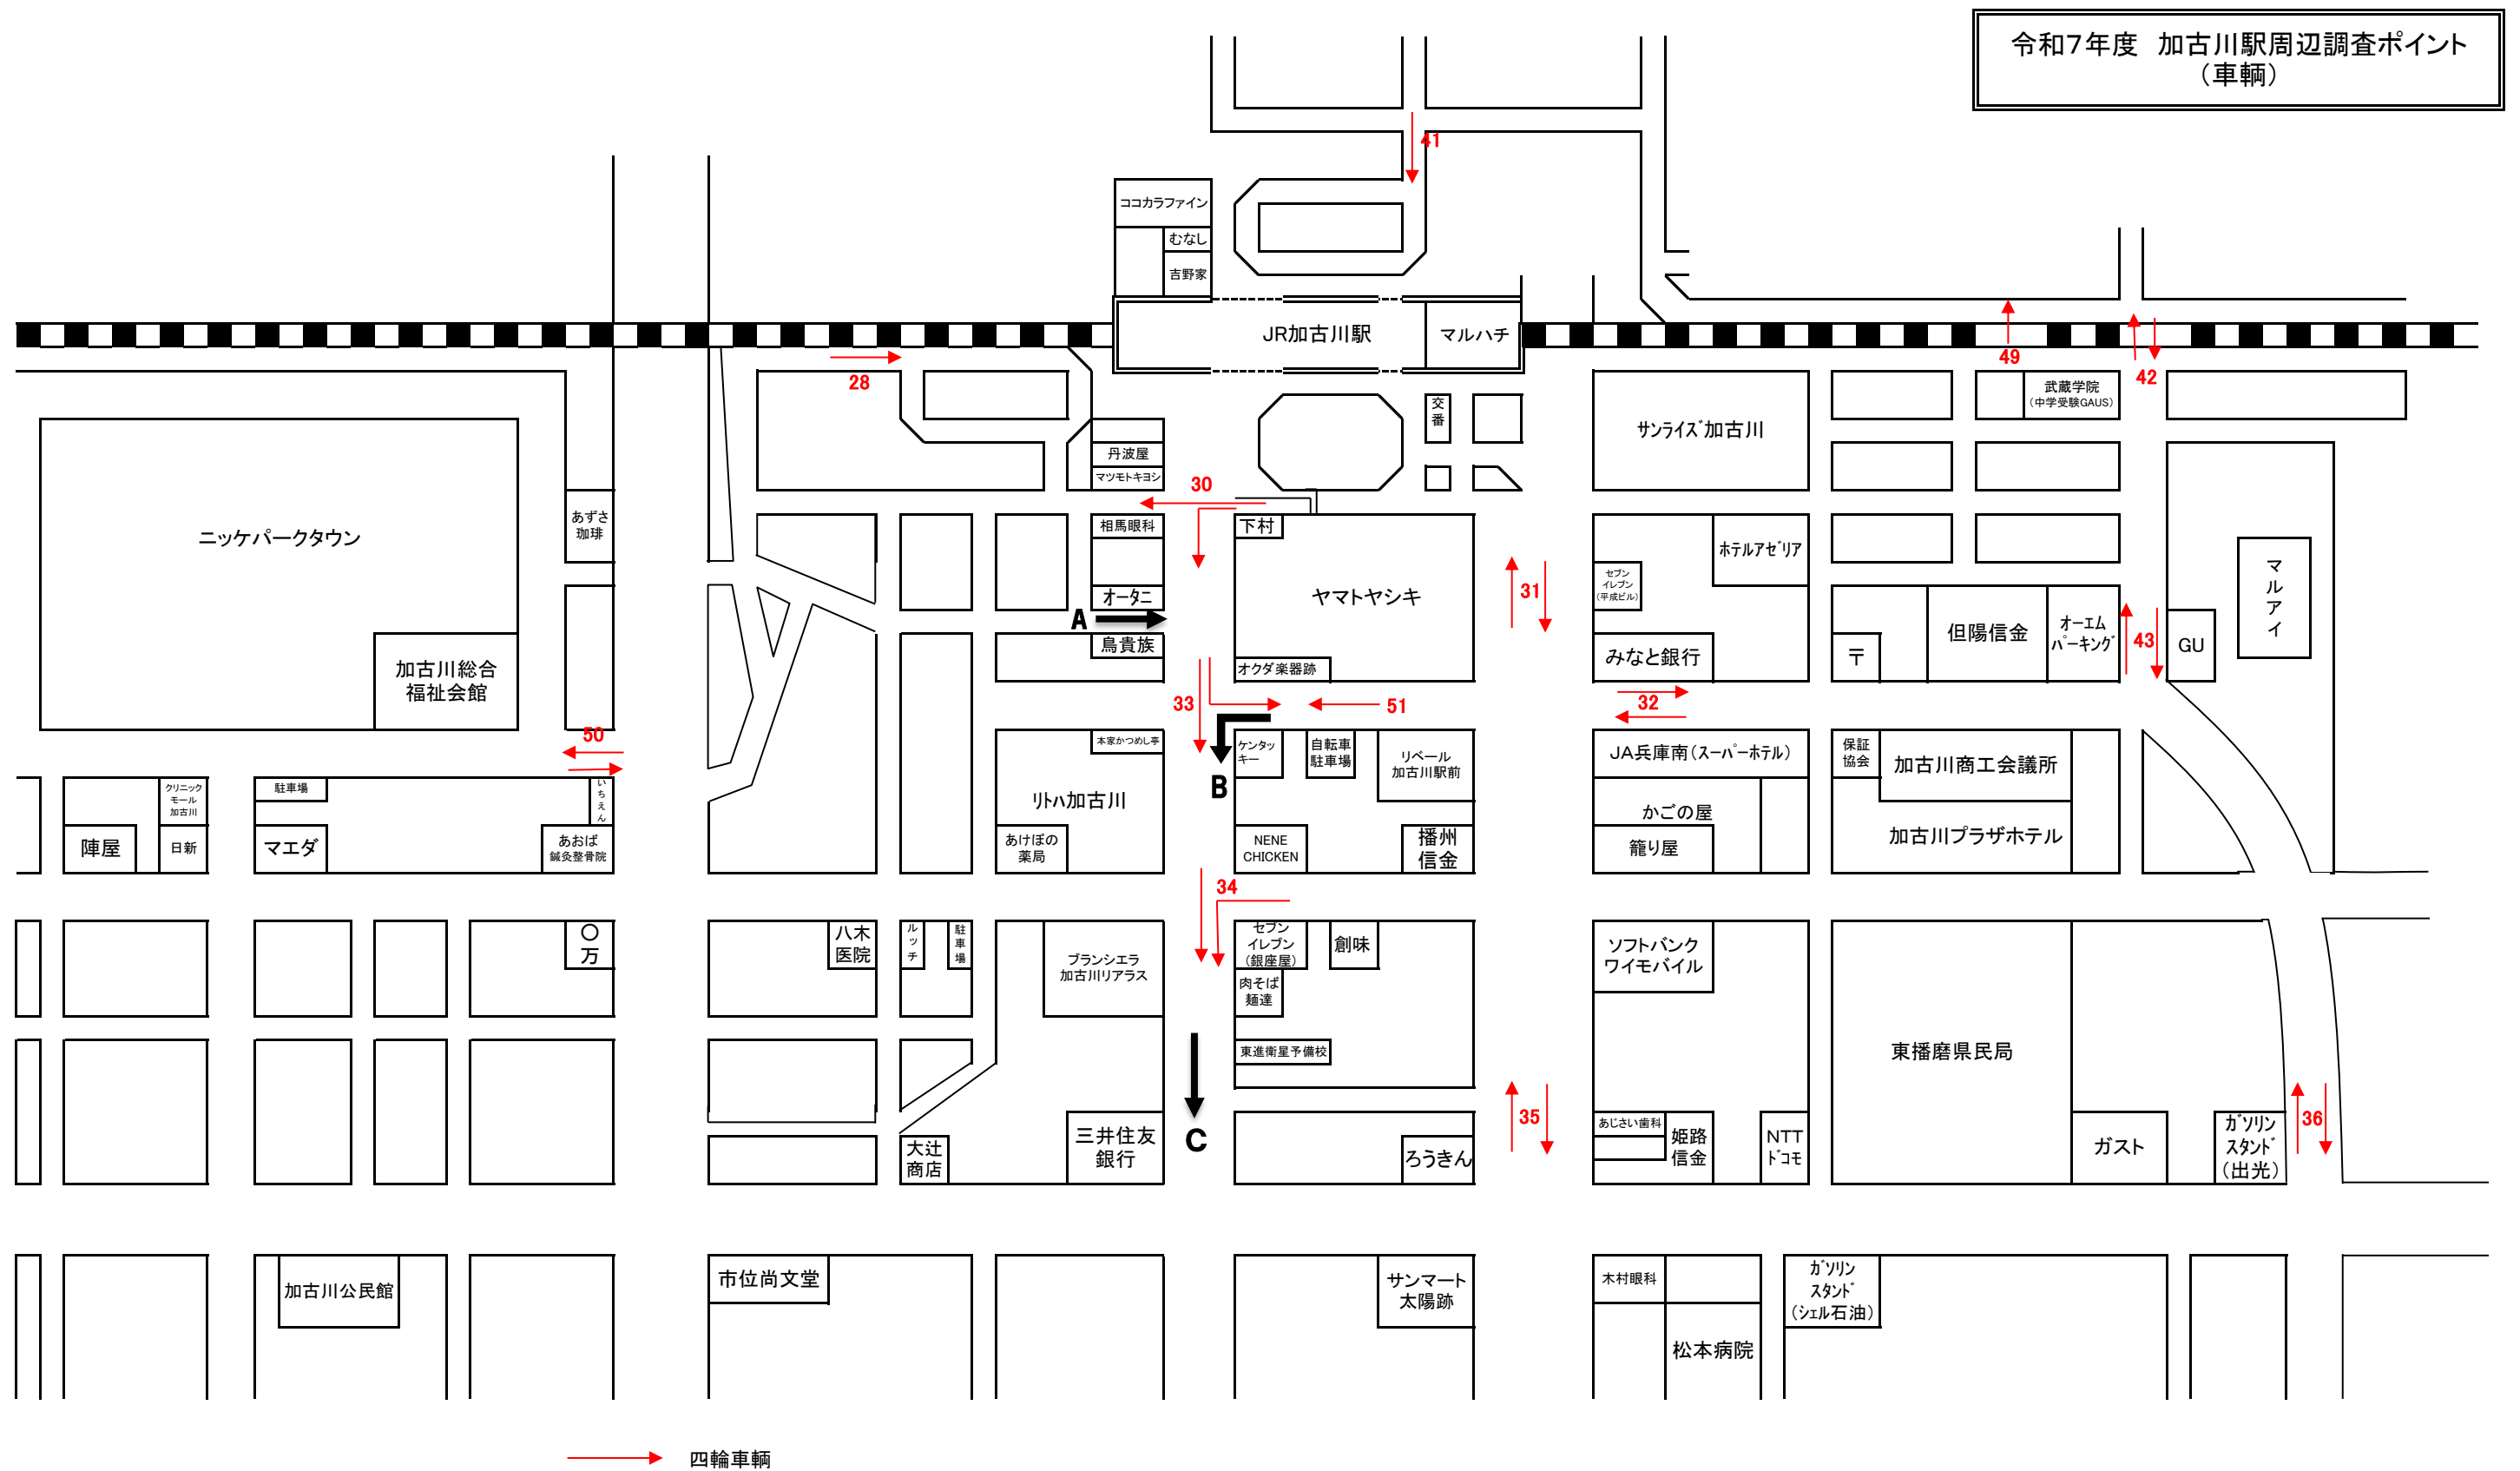 令和7年度　加古川駅周辺調査ポイント
（車輌）
41
ココカラファイン
むなし
吉野家
JR加古川駅
マルハチ
28
49
42
武蔵学院
（中学受験GAUS）
交
番
サンライズ加古川
丹波屋
マツモトキヨシ
30
あずさ
珈琲
ニッケパークタウン
相馬眼科
下村
ホテルアゼリア
マ
ル
ア
イ
セブン
イレブン
（平成ビル）
31
ヤマトヤシキ
オータニ
A
鳥貴族
オクダ楽器跡
みなと銀行
〒
但陽信金
オーエム
パーキング
43
GU
加古川総合
福祉会館
33
51
32
50
本家かつめし亭
ケンタッ
キー
自転車
駐車場
リベール
加古川駅前
JA兵庫南（スーパーホテル）
保証
協会
加古川商工会議所
B
クリニック
モール
加古川
駐車場
い
ち
え
ん
リトハ加古川
かごの屋
陣屋
日新
マエダ
あおば
鍼灸整骨院
あけぼの
薬局
NENE
CHICKEN
播州
信金
籠り屋
加古川プラザホテル
34
〇
万
八木
医院
ル
ッ
チ
駐
車
場
ブランシエラ
加古川リアラス
セブン
イレブン
（銀座屋）
創味
ソフトバンク
ワイモバイル
肉そば
麺達
東進衛星予備校
東播磨県民局
C
35
36
大辻
商店
三井住友
銀行
ろうきん
あじさい歯科
姫路
信金
NTT
ドコモ
ガスト
ガソリン
スタンド
（出光）
加古川公民館
市位尚文堂
サンマート
太陽跡
木村眼科
松本病院
ガソリン
スタンド
（シェル石油）
四輪車輌